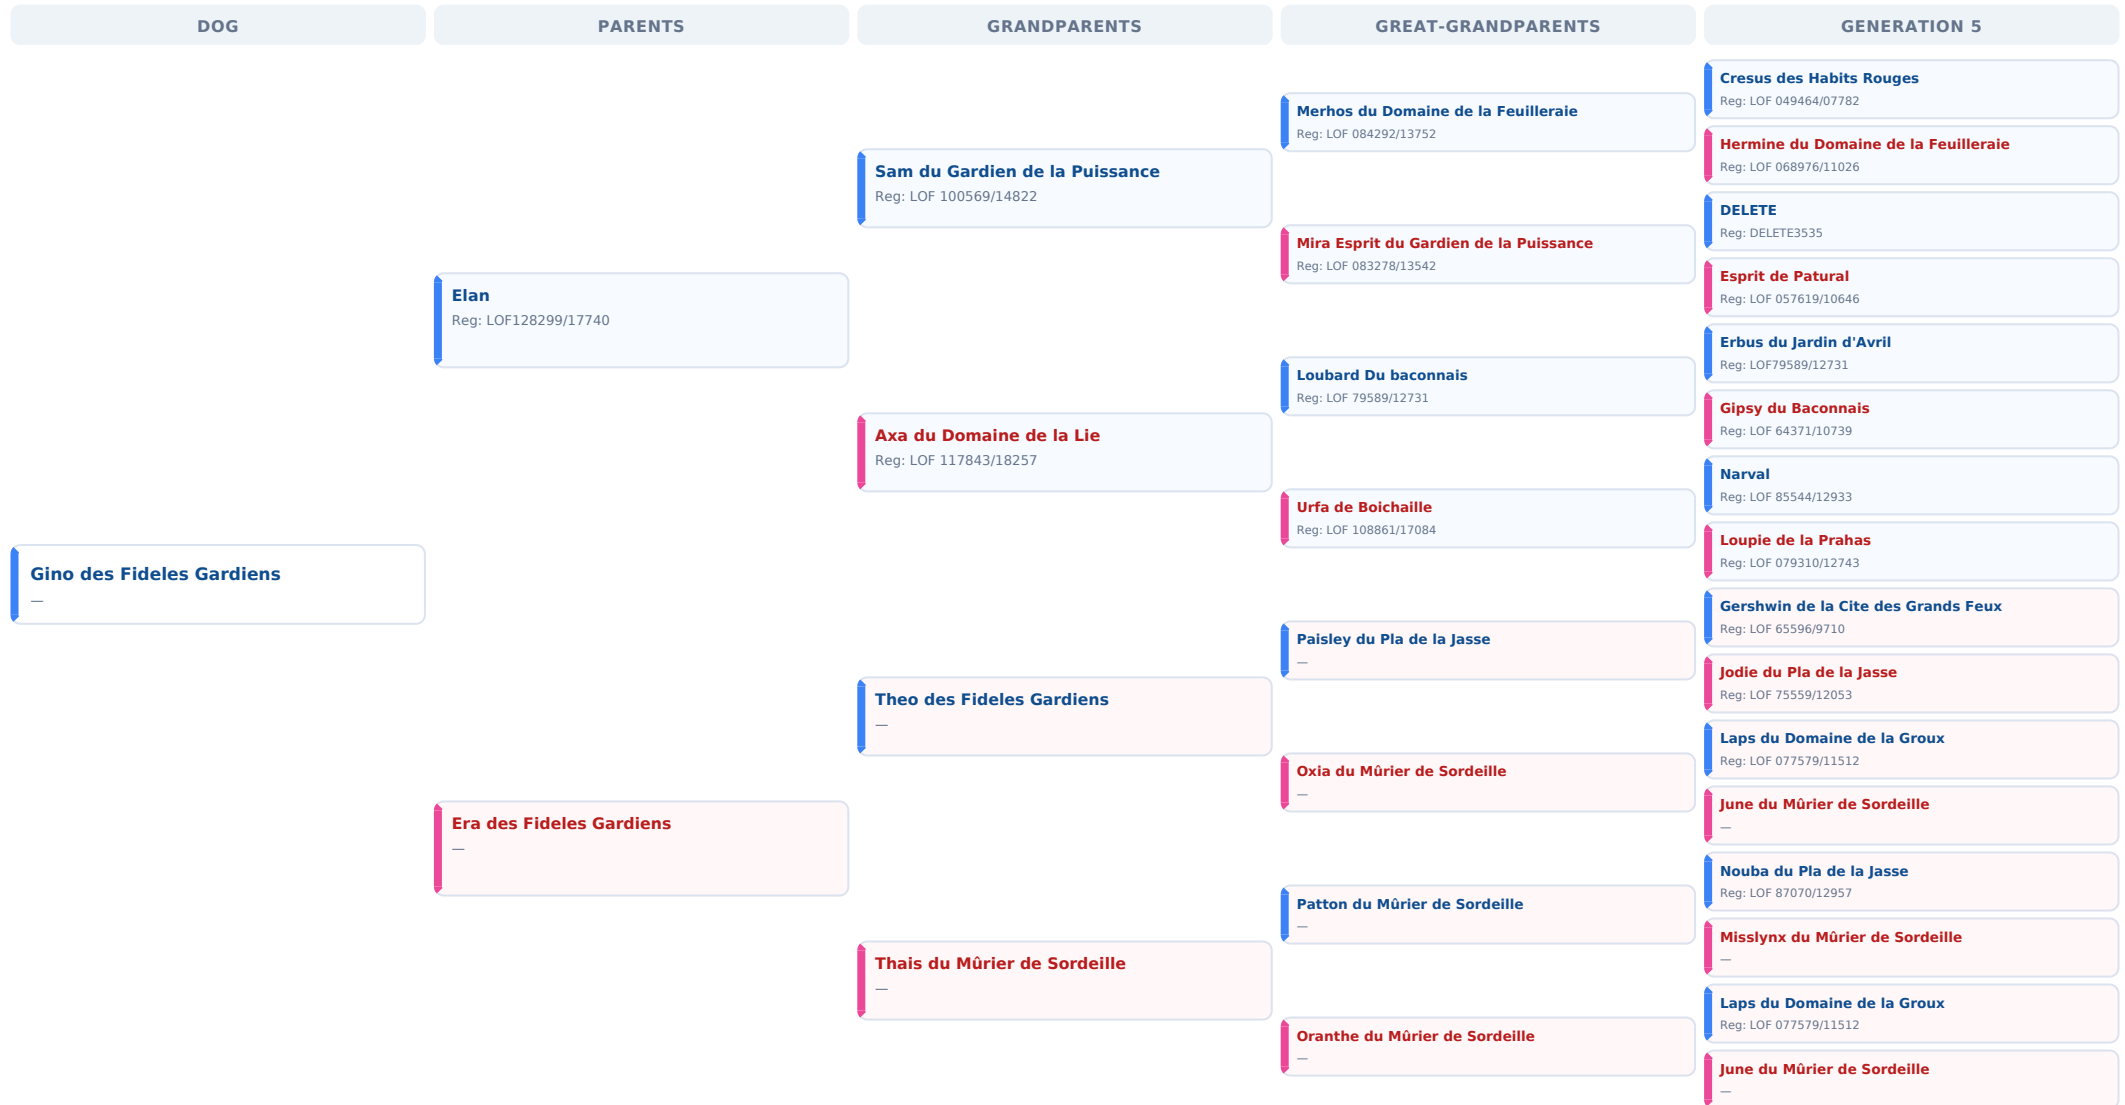 DOG
PARENTS
GRANDPARENTS
GREAT-GRANDPARENTS
GENERATION 5
Gino des Fideles Gardiens
—
Elan
Reg: LOF128299/17740
Era des Fideles Gardiens
—
Sam du Gardien de la Puissance
Reg: LOF 100569/14822
Axa du Domaine de la Lie
Reg: LOF 117843/18257
Theo des Fideles Gardiens
—
Thais du Mûrier de Sordeille
—
Merhos du Domaine de la Feuilleraie
Reg: LOF 084292/13752
Mira Esprit du Gardien de la Puissance
Reg: LOF 083278/13542
Loubard Du baconnais
Reg: LOF 79589/12731
Urfa de Boichaille
Reg: LOF 108861/17084
Paisley du Pla de la Jasse
—
Oxia du Mûrier de Sordeille
—
Patton du Mûrier de Sordeille
—
Oranthe du Mûrier de Sordeille
—
Cresus des Habits Rouges
Reg: LOF 049464/07782
Hermine du Domaine de la Feuilleraie
Reg: LOF 068976/11026
DELETE
Reg: DELETE3535
Esprit de Patural
Reg: LOF 057619/10646
Erbus du Jardin d'Avril
Reg: LOF79589/12731
Gipsy du Baconnais
Reg: LOF 64371/10739
Narval
Reg: LOF 85544/12933
Loupie de la Prahas
Reg: LOF 079310/12743
Gershwin de la Cite des Grands Feux
Reg: LOF 65596/9710
Jodie du Pla de la Jasse
Reg: LOF 75559/12053
Laps du Domaine de la Groux
Reg: LOF 077579/11512
June du Mûrier de Sordeille
—
Nouba du Pla de la Jasse
Reg: LOF 87070/12957
Misslynx du Mûrier de Sordeille
—
Laps du Domaine de la Groux
Reg: LOF 077579/11512
June du Mûrier de Sordeille
—